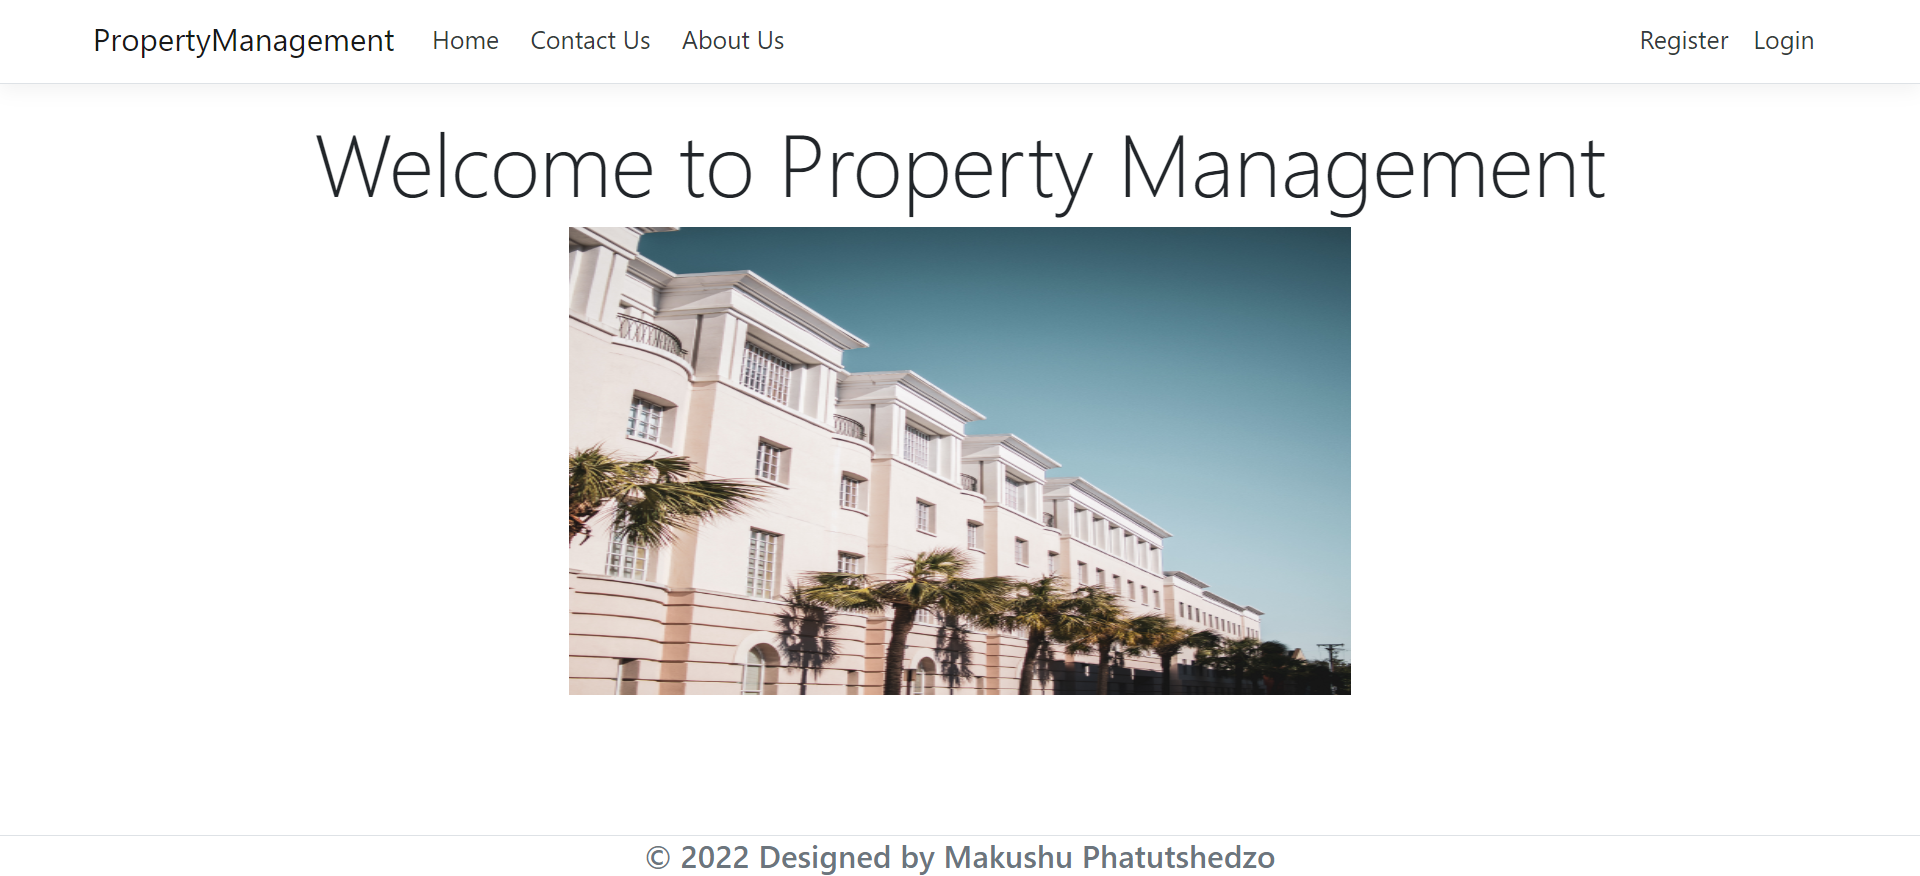 PropertyManagement Home Contact Us About Us Register Login
Welcome to Property Management
© 2022 Designed by Makushu Phatutshedzo